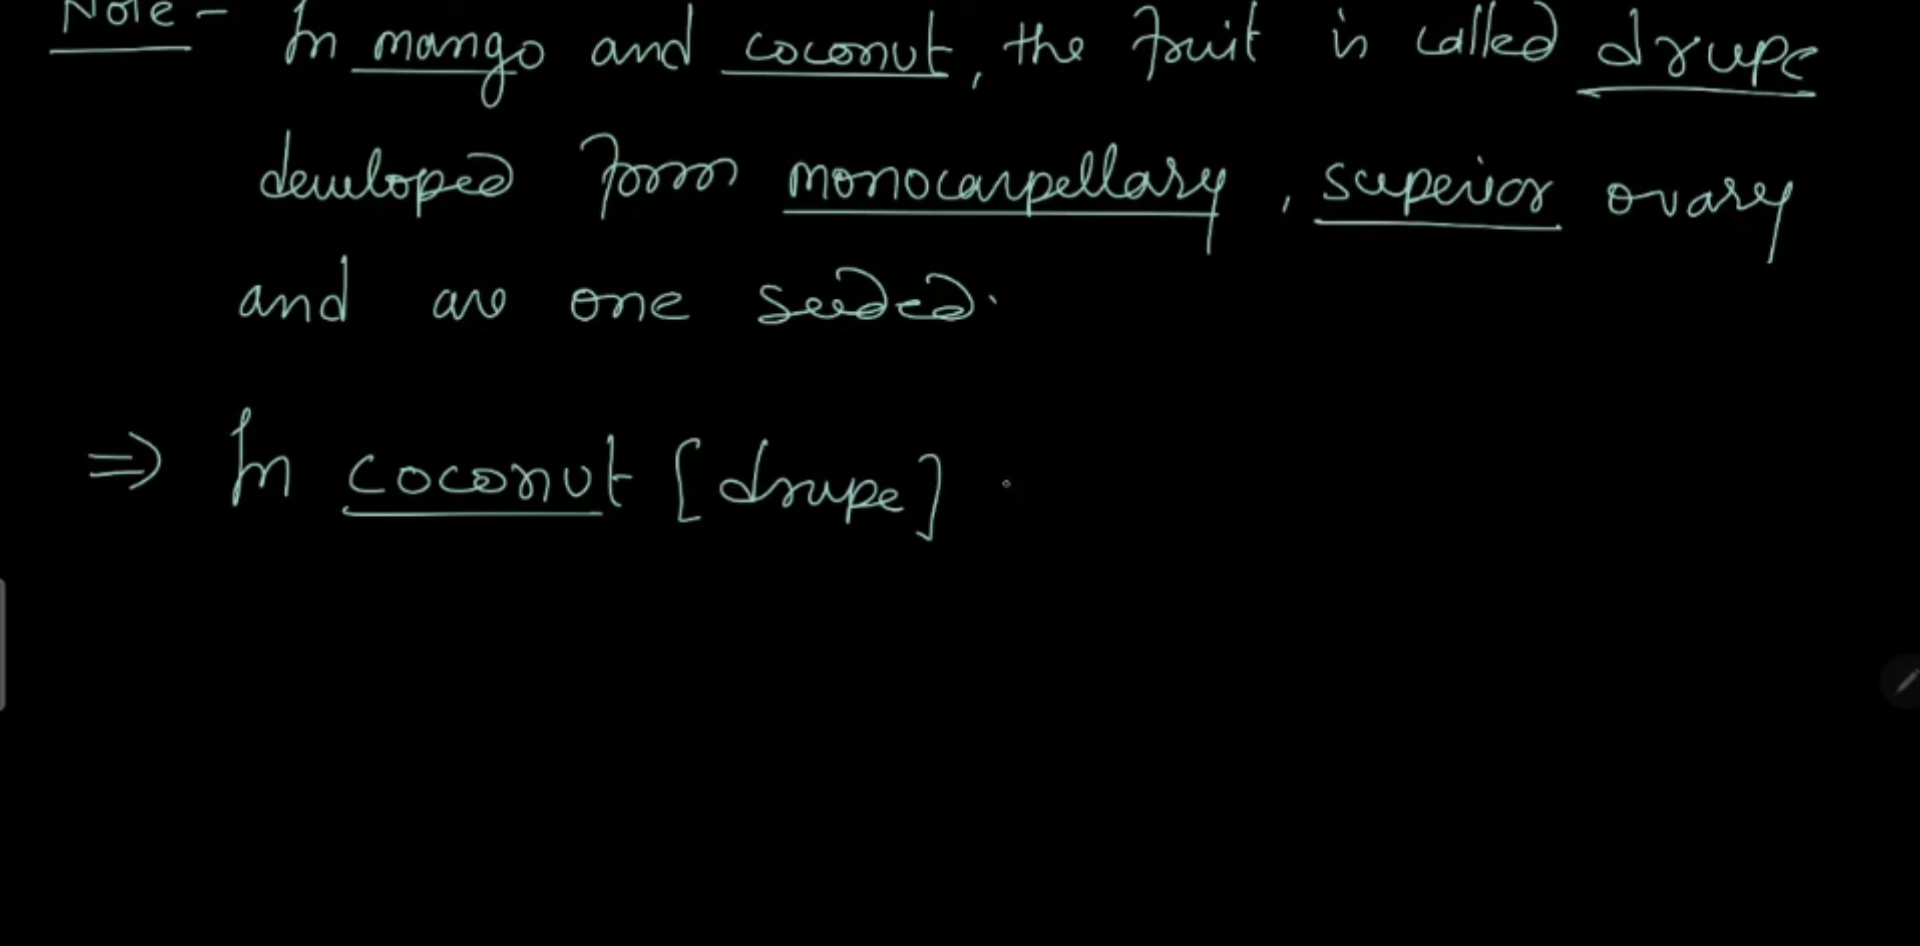 Note - In mango and coconut, the fruit is called drupe
developed from monocarpellary, superior ovary
and are one seeded.
⇒ In coconut [drupe]